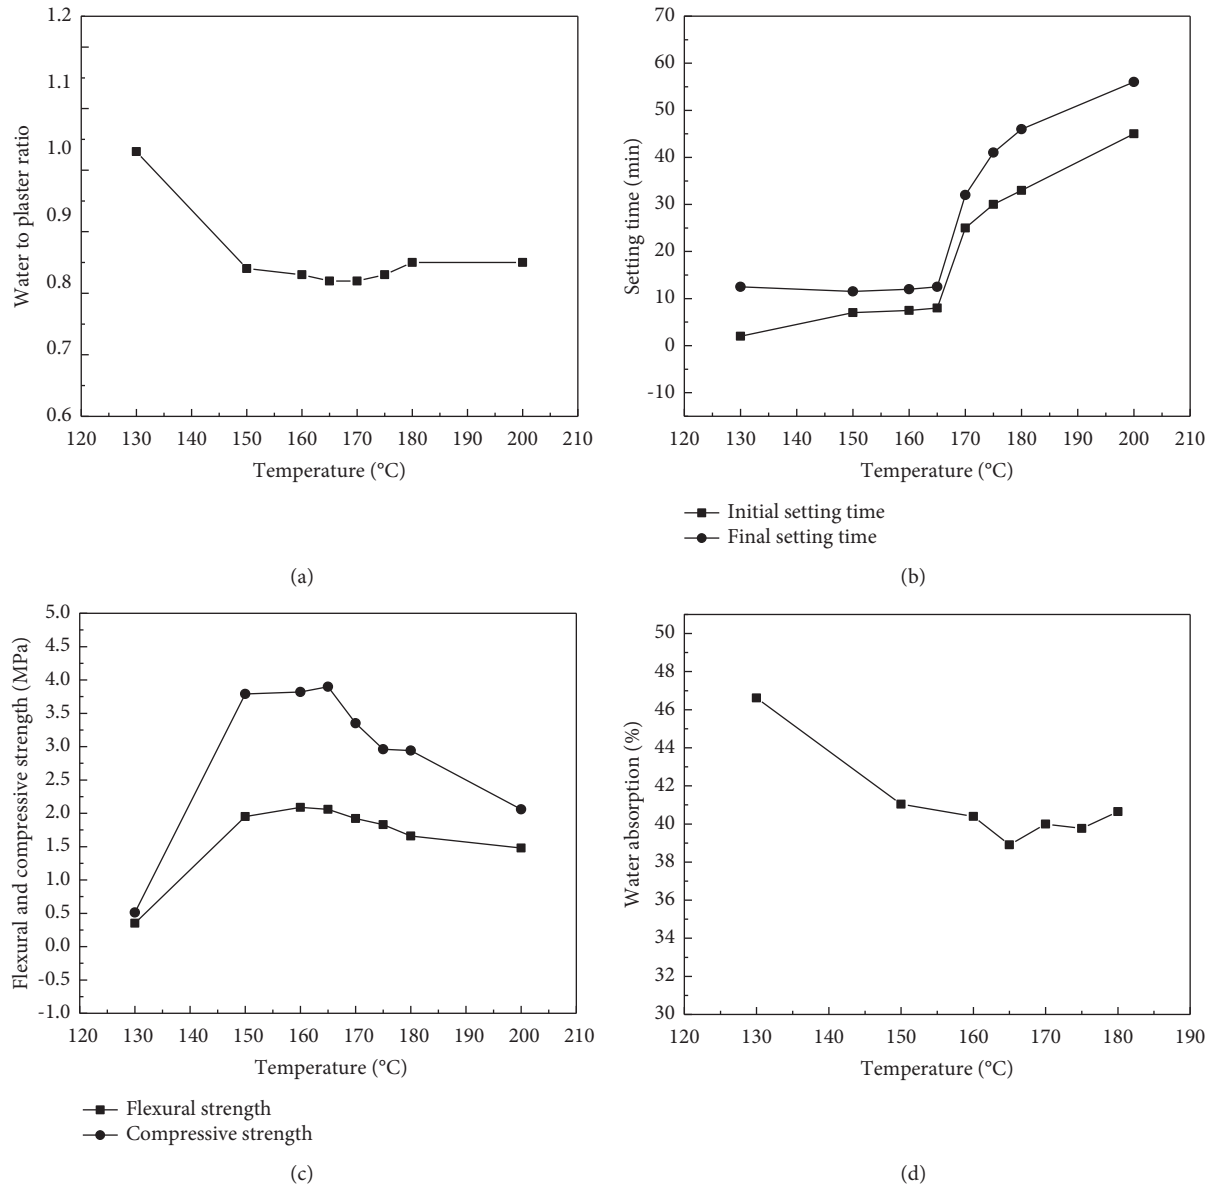 1.2
1.1
1.0
0.9
0.8
0.7
0.6
120 130 140 150 160 170 180 190 200 210
Water to plaster ratio
Temperature (°C)
(a)
70
60
50
40
30
20
10
0
-10
120 130 140 150 160 170 180 190 200 210
Setting time (min)
Temperature (°C)
Initial setting time
Final setting time
(b)
5.0
4.5
4.0
3.5
3.0
2.5
2.0
1.5
1.0
0.5
0.0
-0.5
-1.0
120 130 140 150 160 170 180 190 200 210
Flexural and compressive strength (MPa)
Temperature (°C)
Flexural strength
Compressive strength
(c)
50
46
44
42
41
40
38
36
34
32
30
120 130 140 150 160 170 180 190
Water absorption (%)
Temperature (°C)
(d)